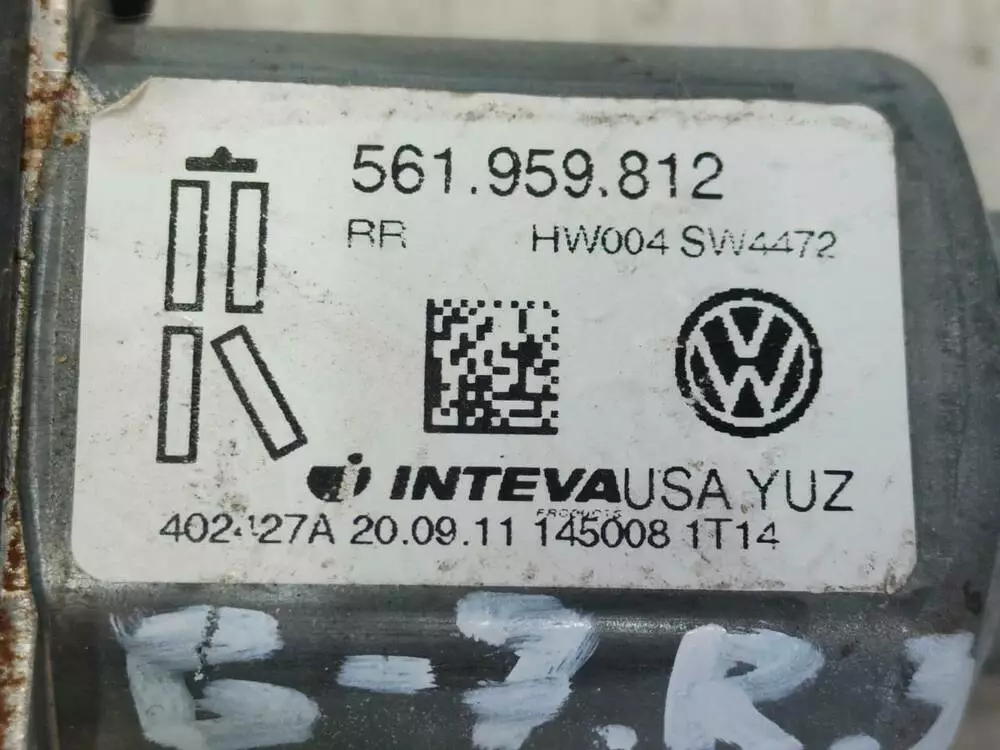 561.959.812
RR HW004 SW4472
INTEVA USA YUZ
PRODUCTS
20.09.11 145008 1T14